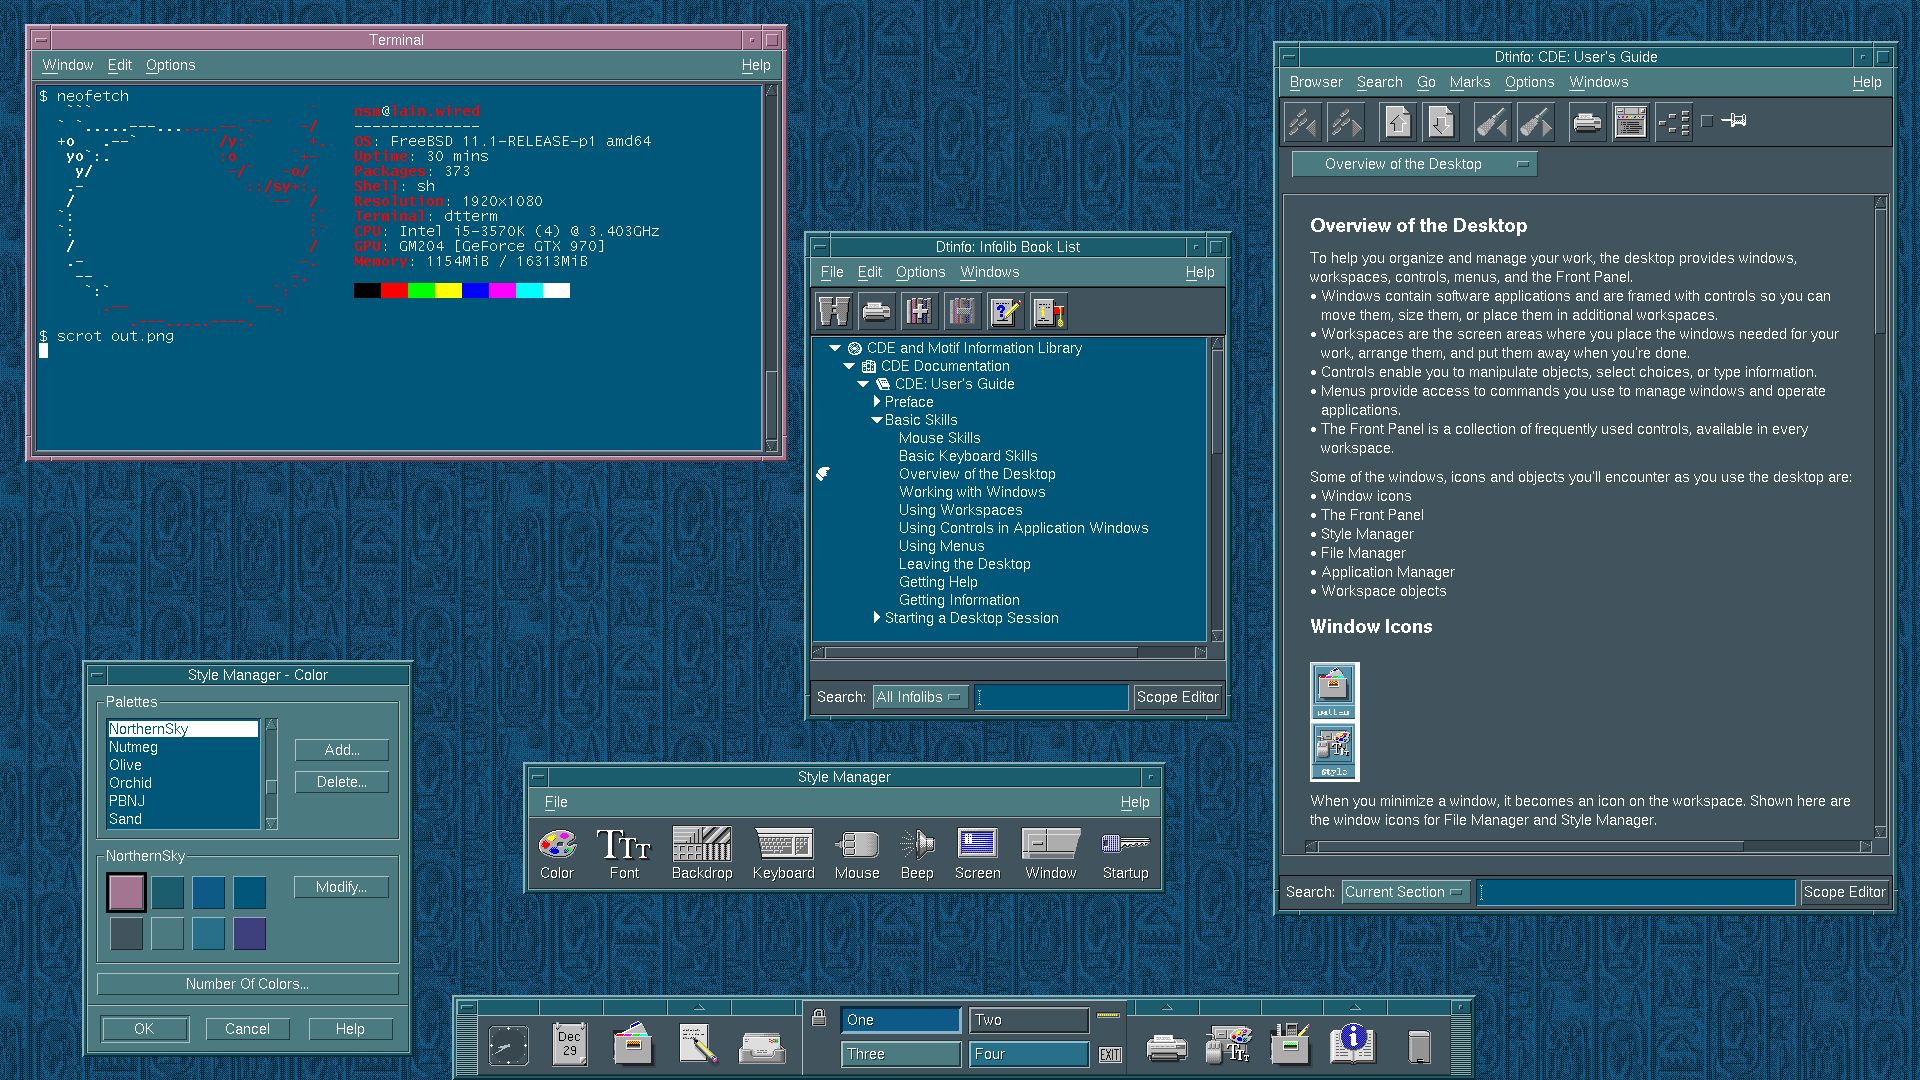 Terminal
Window Edit Options Help
$ neofetch
nsm@lain.wired
--------------
OS: FreeBSD 11.1-RELEASE-p1 amd64
Uptime: 30 mins
Packages: 373
Shell: sh
Resolution: 1920x1080
Terminal: dtterm
CPU: Intel i5-3570K (4) @ 3.403GHz
GPU: GM204 [GeForce GTX 970]
Memory: 1154MiB / 16313MiB
$ scrot out.png
Dtinfo: Infolib Book List
File Edit Options Windows Help
CDE and Motif Information Library
CDE Documentation
CDE: User's Guide
Preface
Basic Skills
Mouse Skills
Basic Keyboard Skills
Overview of the Desktop
Working with Windows
Using Workspaces
Using Controls in Application Windows
Using Menus
Leaving the Desktop
Getting Help
Getting Information
Starting a Desktop Session
Search: All Infolibs Scope Editor
Dtinfo: CDE: User's Guide
Browser Search Go Marks Options Windows Help
Overview of the Desktop
Overview of the Desktop
To help you organize and manage your work, the desktop provides windows,
workspaces, controls, menus, and the Front Panel.
• Windows contain software applications and are framed with controls so you can
move them, size them, or place them in additional workspaces.
• Workspaces are the screen areas where you place the windows needed for your
work, arrange them, and put them away when you're done.
• Controls enable you to manipulate objects, select choices, or type information.
• Menus provide access to commands you use to manage windows and operate
applications.
• The Front Panel is a collection of frequently used controls, available in every
workspace.
Some of the windows, icons and objects you'll encounter as you use the desktop are:
• Window icons
• The Front Panel
• Style Manager
• File Manager
• Application Manager
• Workspace objects
Window Icons
Style
When you minimize a window, it becomes an icon on the workspace. Shown here are
the window icons for File Manager and Style Manager.
Search: Current Section Scope Editor
Style Manager - Color
Palettes
NorthernSky
Nutmeg
Olive
Orchid
PBNJ
Sand
Add...
Delete...
NorthernSky
Modify...
Number Of Colors...
OK Cancel Help
Style Manager
File Help
Color Font Backdrop Keyboard Mouse Beep Screen Window Startup
Dec
29
One Two
Three Four
EXIT